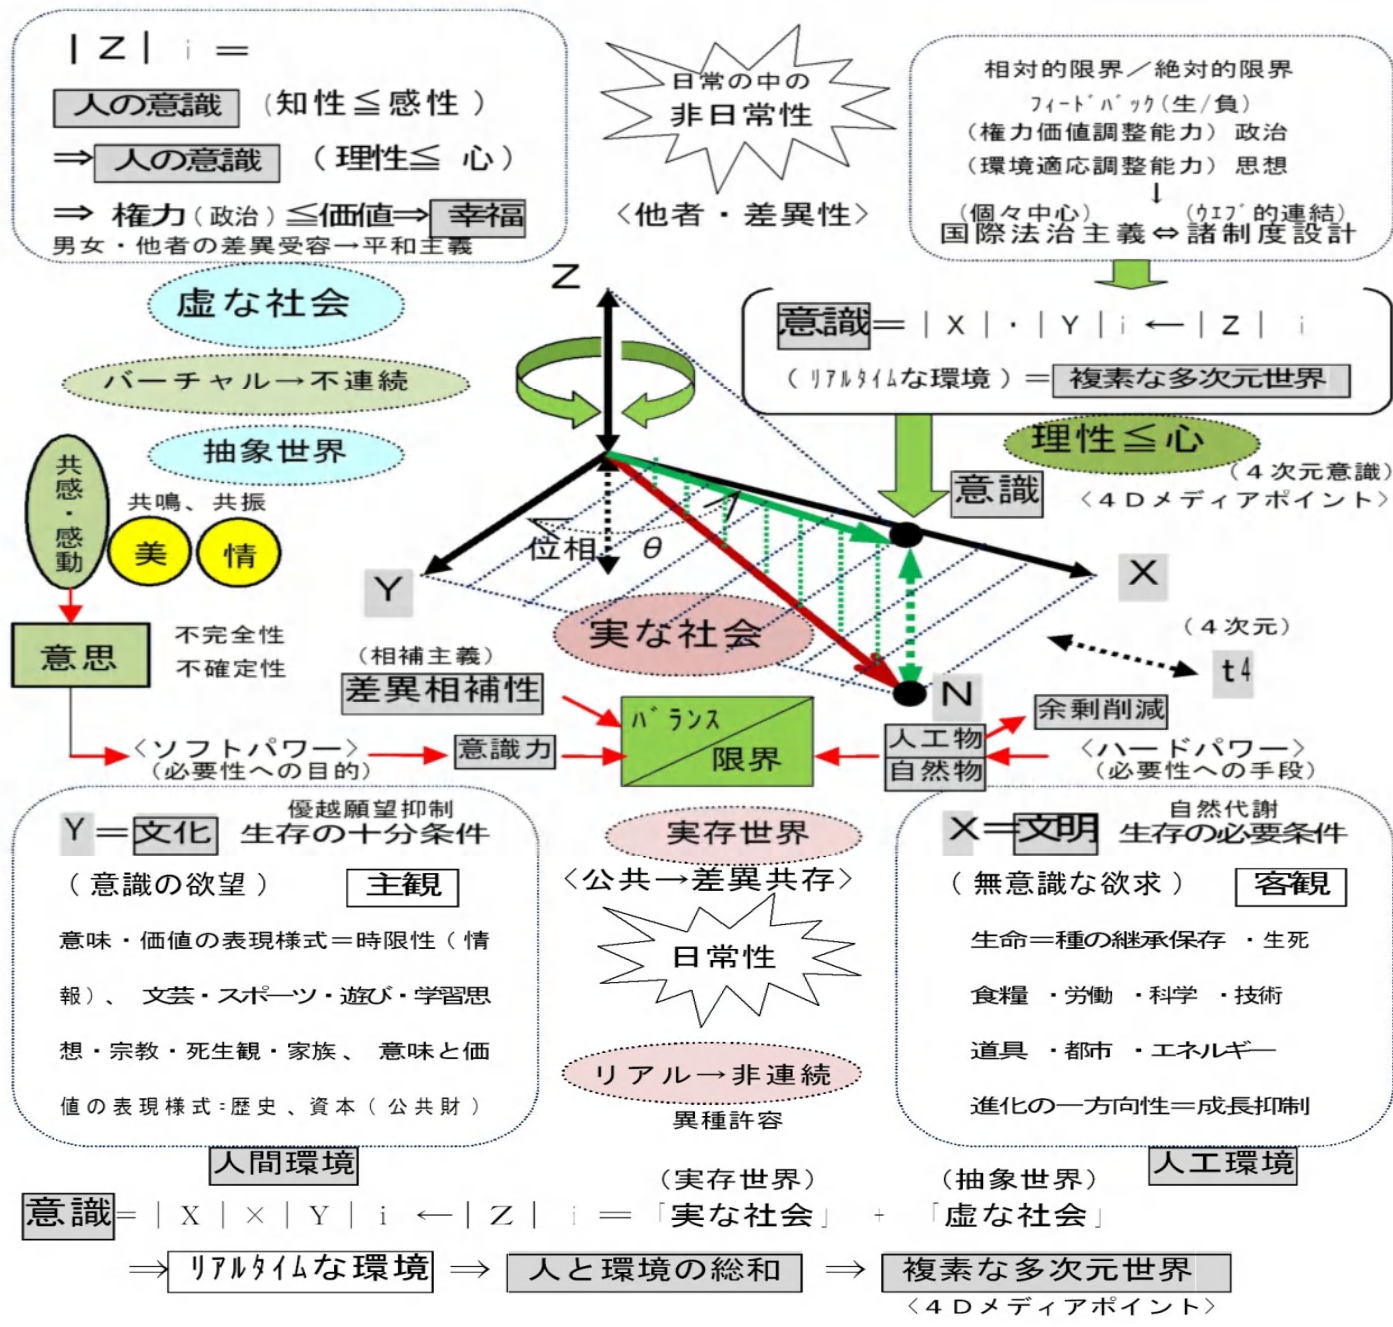 ｜Z｜ i ＝
人の意識 (知性≦感性)
⇒ 人の意識 (理性≦ 心)
⇒ 権力(政治)≦価値⇒ 幸福
男女・他者の差異受容→平和主義
日常の中の
非日常性
〈他者・差異性〉
相対的限界／絶対的限界
フィードバック(生/負)
(権力価値調整能力) 政治
(環境適応調整能力) 思想
↓
(個々中心) (ウエブ的連結)
国際法治主義⇔諸制度設計
虚な社会
バーチャル→不連続
抽象世界
Z
意識＝｜X｜・｜Y｜i ←｜Z｜ i
(リアルタイムな環境)＝ 複素な多次元世界
理性≦心
(４次元意識)
〈４Dメディアポイント〉
意識
共感・感動
共鳴、共振
美
情
位相
θ
Y
X
実な社会
意思
不完全性
不確定性
(４次元)
t4
(相補主義)
差異相補性
N
余剰削減
バランス
限界
人工物
自然物
〈ソフトパワー〉
(必要性への目的)
意識力
〈ハードパワー〉
(必要性への手段)
優越願望抑制
Y＝文化 生存の十分条件
(意識の欲望) 主観
意味・価値の表現様式＝時限性(情
報)、 文芸・スポーツ・遊び・学習思
想・宗教・死生観・家族、 意味と価
値の表現様式:歴史、資本(公共財)
人間環境
実存世界
〈公共→差異共存〉
日常性
リアル→非連続
異種許容
自然代謝
X＝文明 生存の必要条件
(無意識な欲求) 客観
生命＝種の継承保存 ・生死
食糧 ・労働 ・科学 ・技術
道具 ・都市 ・エネルギー
進化の一方向性＝成長抑制
人工環境
(実存世界) (抽象世界)
意識＝｜X｜×｜Y｜i ←｜Z｜ i ＝「実な社会」 + 「虚な社会」
⇒ リアルタイムな環境 ⇒ 人と環境の総和 ⇒ 複素な多次元世界
〈４Dメディアポイント〉